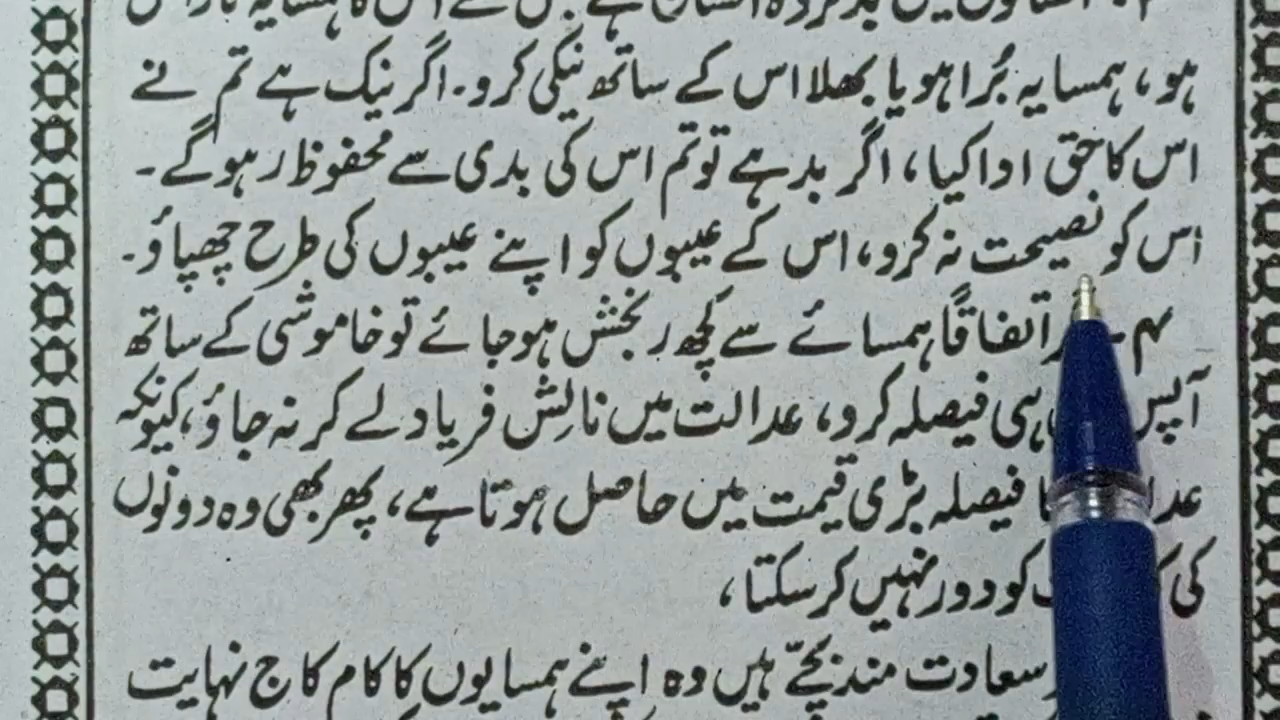 ہو، ہمسایہ بُرا ہو یا بھلا اس کے ساتھ نیکی کرو۔ اگر نیک ہے تم نے
اس کا حق ادا کیا، اگر بد ہے تو تم اس کی بدی سے محفوظ رہو گے۔
اُس کو نصیحت نہ کرو، اس کے عیبوں کو اپنے عیبوں کی طرح چھپاؤ۔
۴۔ اتفاقاً ہمسائے سے کچھ رنجش ہو جائے تو خاموشی کے ساتھ
آپس ہی فیصلہ کرو، عدالت میں نالِش فریاد لے کر نہ جاؤ، کیونکہ
فیصلہ بڑی قیمت میں حاصل ہوتا ہے، پھر بھی وہ دونوں
کی کو دور نہیں کر سکتا،
سعادت مند بچّے ہیں وہ اپنے ہمسایوں کا کام کاج نہایت